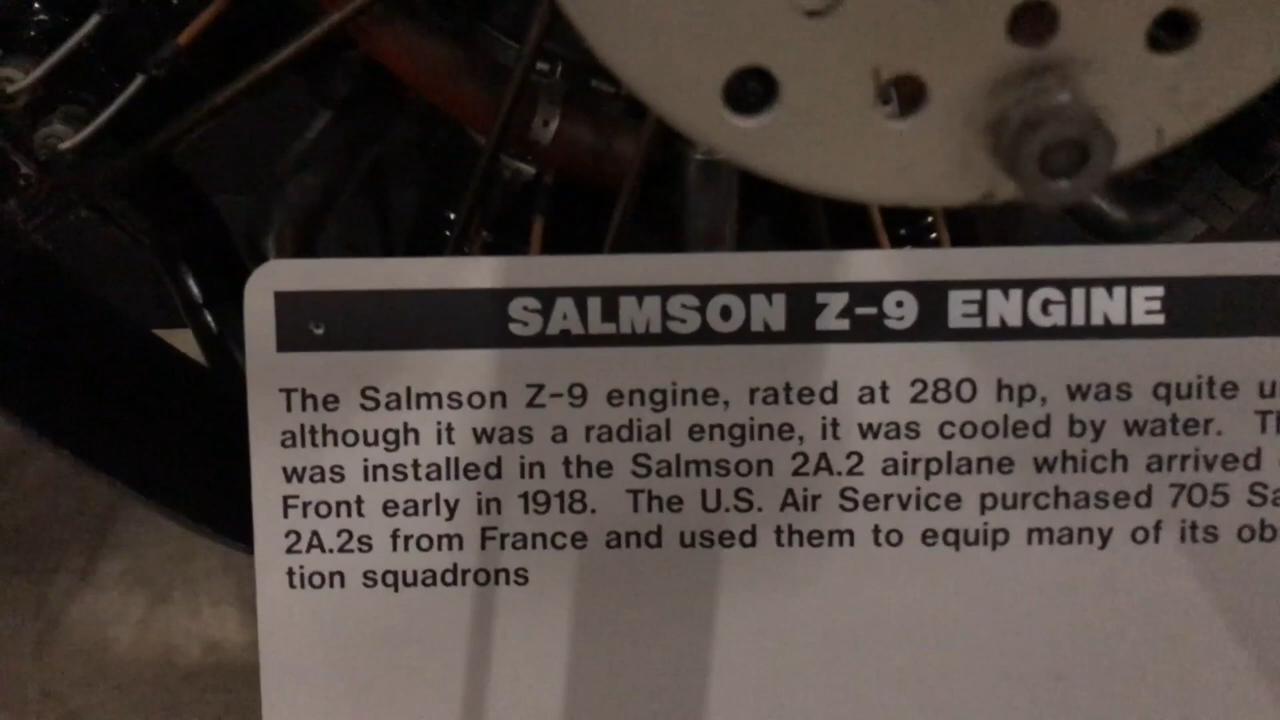 SALMSON Z-9 ENGINE
The Salmson Z-9 engine, rated at 280 hp, was quite
although it was a radial engine, it was cooled by water.
was installed in the Salmson 2A.2 airplane which arrived
Front early in 1918. The U.S. Air Service purchased 705
2A.2s from France and used them to equip many of its
tion squadrons